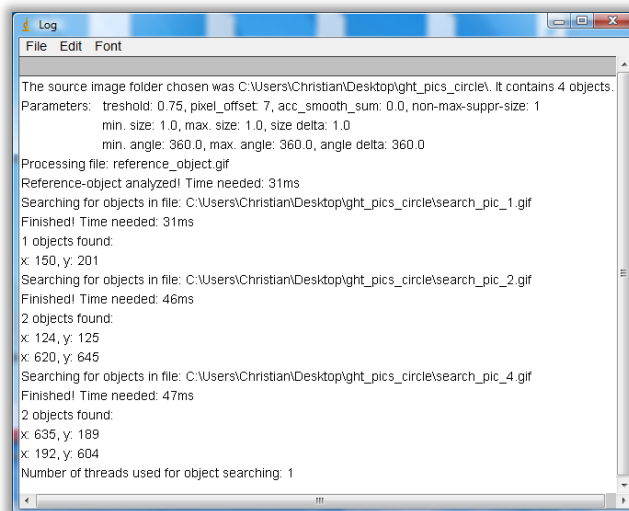 Log
File Edit Font
The source image folder chosen was C:\Users\Christian\Desktop\ght_pics_circle\. It contains 4 objects.
Parameters: treshold: 0.75, pixel_offset: 7, acc_smooth_sum: 0.0, non-max-suppr-size: 1
min. size: 1.0, max. size: 1.0, size delta: 1.0
min. angle: 360.0, max. angle: 360.0, angle delta: 360.0
Processing file: reference_object.gif
Reference-object analyzed! Time needed: 31ms
Searching for objects in file: C:\Users\Christian\Desktop\ght_pics_circle\search_pic_1.gif
Finished! Time needed: 31ms
1 objects found:
x: 150, y: 201
Searching for objects in file: C:\Users\Christian\Desktop\ght_pics_circle\search_pic_2.gif
Finished! Time needed: 46ms
2 objects found:
x: 124, y: 125
x: 620, y: 645
Searching for objects in file: C:\Users\Christian\Desktop\ght_pics_circle\search_pic_4.gif
Finished! Time needed: 47ms
2 objects found:
x: 635, y: 189
x: 192, y: 604
Number of threads used for object searching: 1